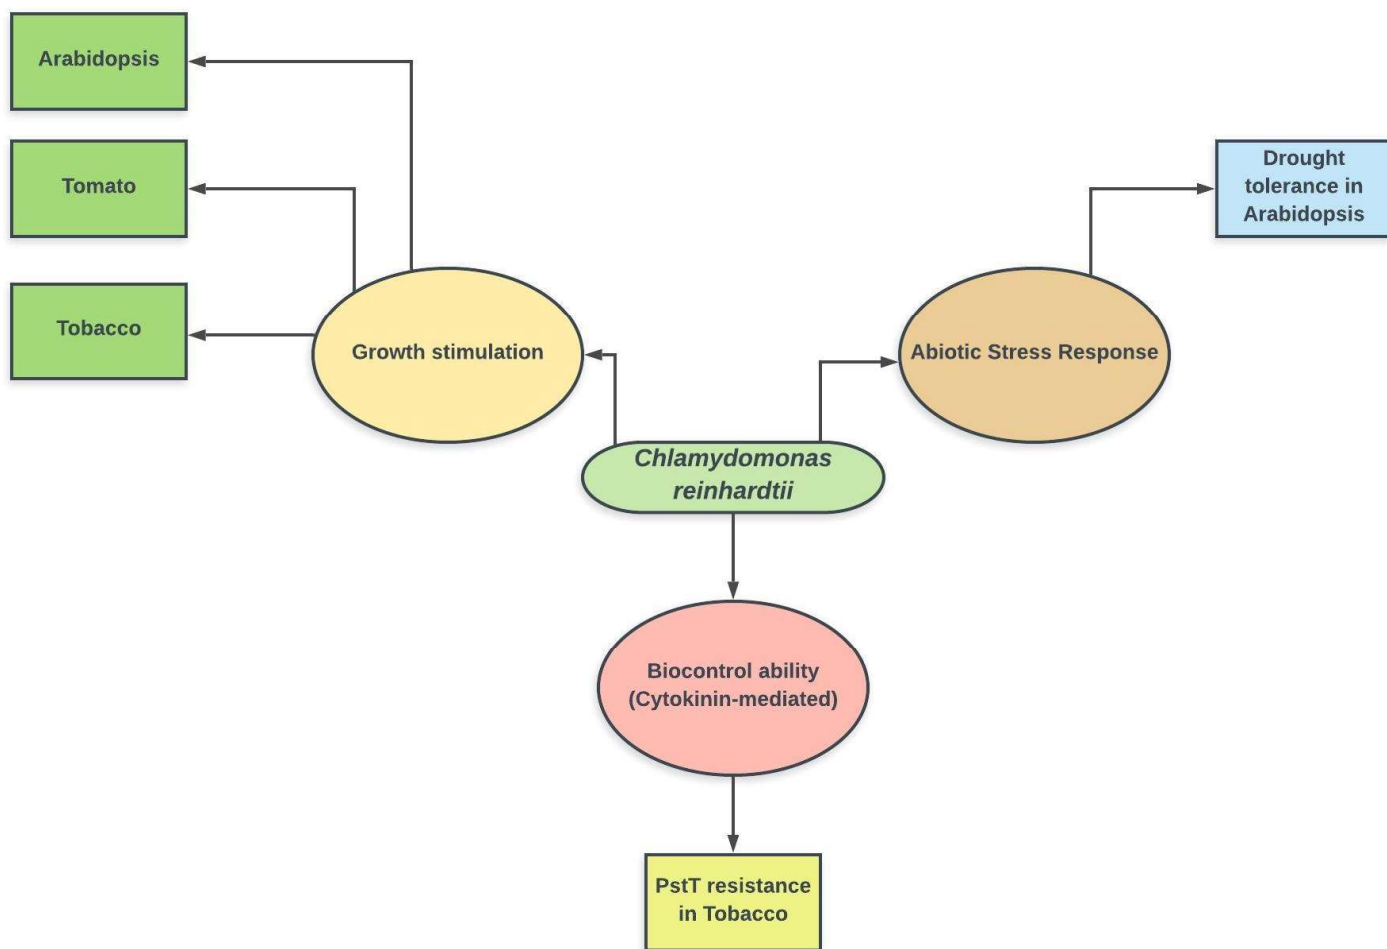 Arabidopsis
Tomato
Tobacco
Growth stimulation
Drought
tolerance in
Arabidopsis
Abiotic Stress Response
Chlamydomonas
reinhardtii
Biocontrol ability
(Cytokinin-mediated)
PstT resistance
in Tobacco